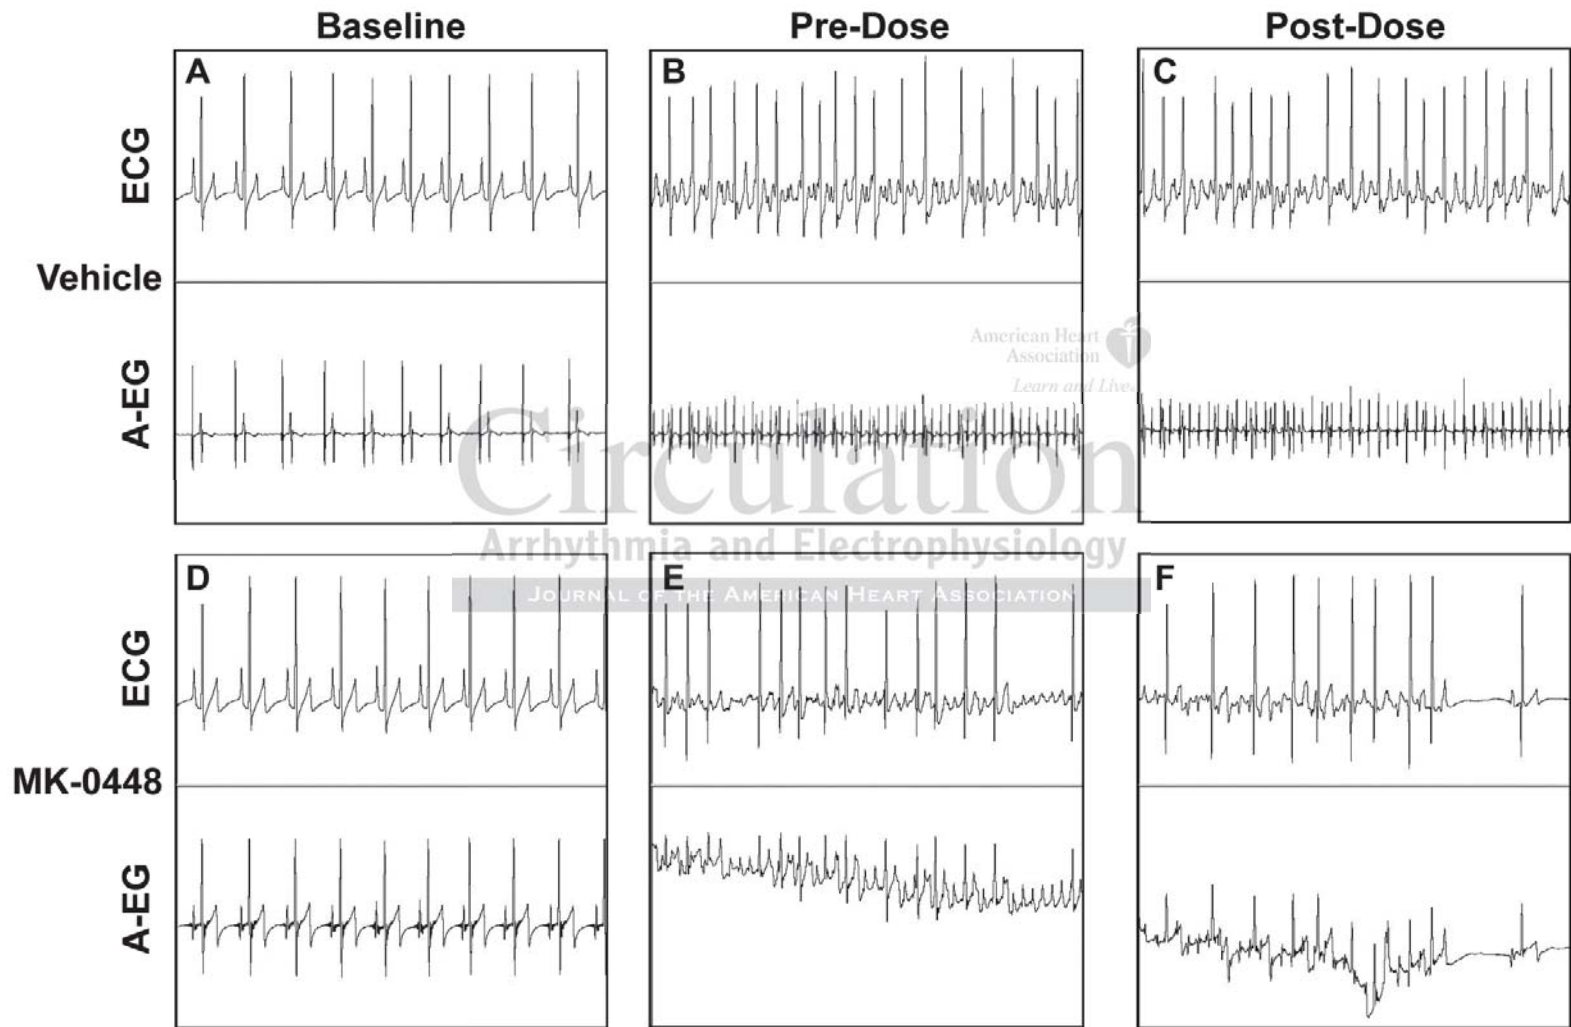 Baseline Pre-Dose Post-Dose
A B C
ECG
Vehicle
A-EG
American Heart
Association
Learn and Live
Circulation
Arrhythmia and Electrophysiology
JOURNAL OF THE AMERICAN HEART ASSOCIATION
D E F
ECG
MK-0448
A-EG